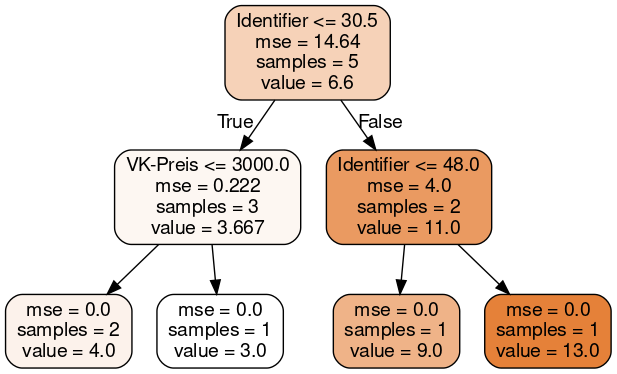 Identifier <= 30.5
mse = 14.64
samples = 5
value = 6.6
True
False
VK-Preis <= 3000.0
mse = 0.222
samples = 3
value = 3.667
Identifier <= 48.0
mse = 4.0
samples = 2
value = 11.0
mse = 0.0
samples = 2
value = 4.0
mse = 0.0
samples = 1
value = 3.0
mse = 0.0
samples = 1
value = 9.0
mse = 0.0
samples = 1
value = 13.0